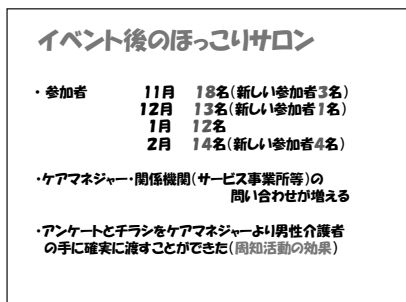 イベント後のほっこりサロン
・参加者 11月 18名(新しい参加者3名)
12月 13名(新しい参加者1名)
1月 12名
2月 14名(新しい参加者4名)
・ケアマネジャー・関係機関(サービス事業所等)の
問い合わせが増える
・アンケートとチラシをケアマネジャーより男性介護者
の手に確実に渡すことができた(周知活動の効果)